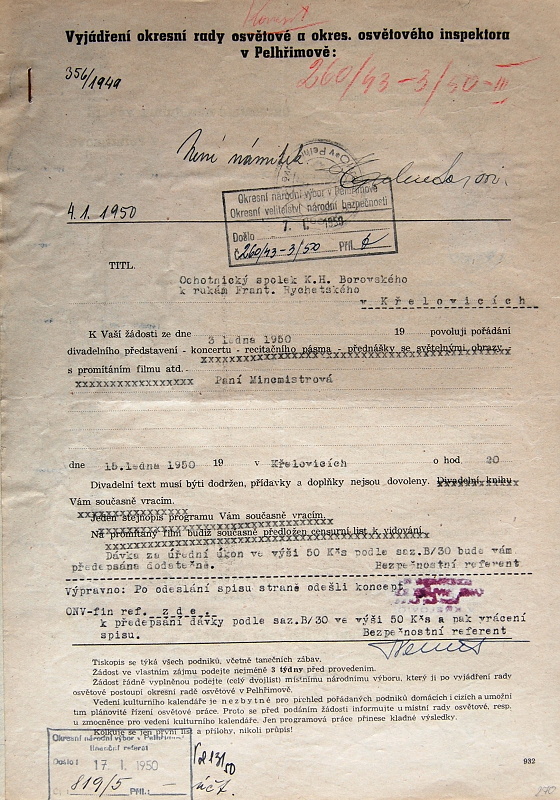 Vyjádření okresní rady osvětové a okres. osvětového inspektora
v Pelhřimově:
356/1949
260/43-3/50-III
Není námitek
4.1. 1950
Okresní národní výbor v Pelhřimově
Okresní velitelství národní bezpečnosti
Došlo 7. I. 1950
č. 260/43-3/50 Příl.
TITL.
Ochotnický spolek K.H. Borovského
k rukám Frant. Rychetského
v Křelovicích
K Vaší žádosti ze dne 3 ledna 1950 19 povoluji pořádání
divadelního představení - koncertu - recitačního pásma - přednášky se světelnými obrazy -
s promítáním filmu atd.
xxxxxxxxxxxxxxxxxx Paní Mincmistrová
dne 15.ledna 1950 19 v Křelovicích o hod. 20
Divadelní text musí býti dodržen, přídavky a doplňky nejsou dovoleny. Divadelní knihu
Vám současně vracím.
Jeden stejnopis programu Vám současně vracím.
Na promítaný film budiž současně předložen censurní list k vidování.
Dávka za úřední úkon ve výši 50 Kčs podle saz.B/30 bude vám
předepsána dodatečně. Bezpečnostní referent
Výpravno: Po odeslání spisu straně odešli koncept
ONV-fin ref. z d e .
k předepsání dávky podle saz.B/30 ve výši 50 Kčs a pak vrácení
spisu. Bezpečnostní referent
Tiskopis se týká všech podniků, včetně tanečních zábav.
Žádost ve vlastním zájmu podejte nejméně 3 týdny před provedením.
Žádost řádně vyplněnou podejte (celý dvojlist) místnímu národnímu výboru, který ji po vyjádření rady
osvětové postoupí okresní radě osvětové v Pelhřimově.
Vedení kulturního kalendáře je nezbytné pro přehled pořádaných podniků domácích i cizích a umožní
tím plánovité řízení osvětové práce. Proto se před podáním žádosti informujte u místní rady osvětové, resp.
u zmocněnce pro vedení kulturního kalendáře. Jen programová práce přinese kladné výsledky.
Kolkuje se jen první list a přílohy, nikoli průpis!
Okresní národní výbor v Pelhřimově
finanční referát
Došlo: 17. I. 1950
Č. j.: 819/5 Příl.: -
účt.
932